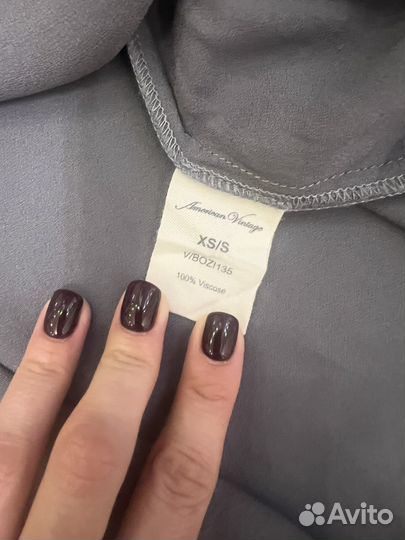 American Vintage
XS/S
V/BOZI135
100% Viscose
Avito